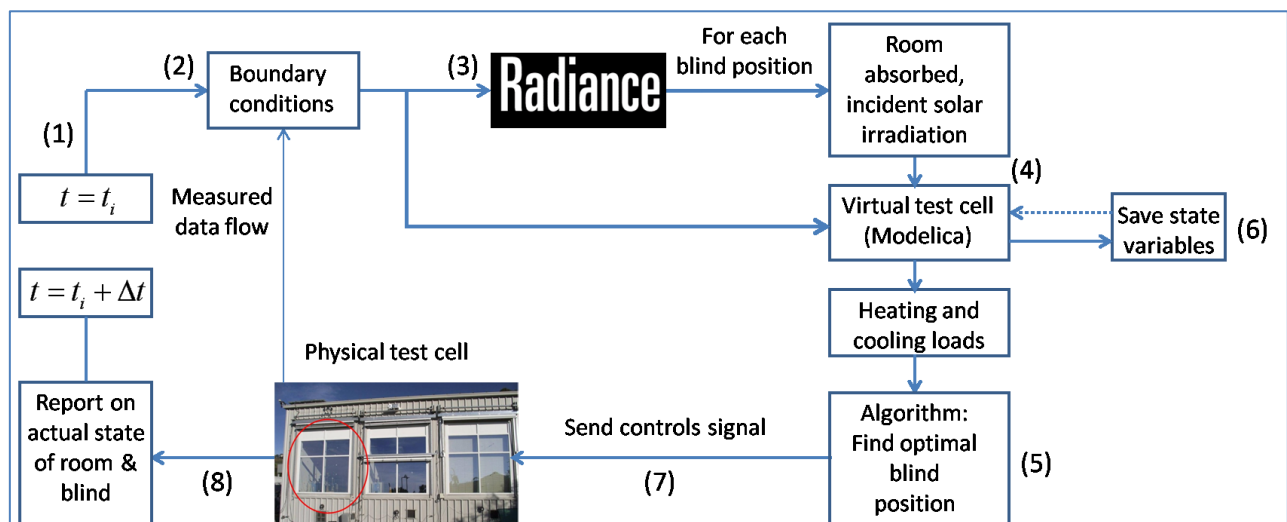 (1)
t = t_i
(2)
Boundary
conditions
(3)
Radiance
For each
blind position
Room
absorbed,
incident solar
irradiation
(4)
Virtual test cell
(Modelica)
Save state
variables
(6)
Heating and
cooling loads
Algorithm:
Find optimal
blind
position
(5)
Send controls signal
(7)
Measured
data flow
Physical test cell
(8)
Report on
actual state
of room &
blind
t = t_i + Δt